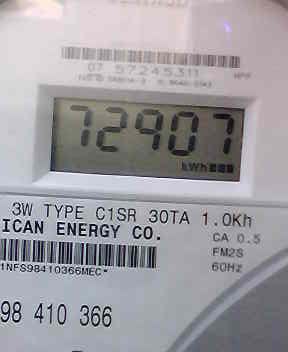 07 57245311
72907
kWh
3W TYPE C1SR 30TA 1.0Kh
ICAN ENERGY CO.
CA 0.5
FM2S
60Hz
1NFS98410366MEC*
98 410 366